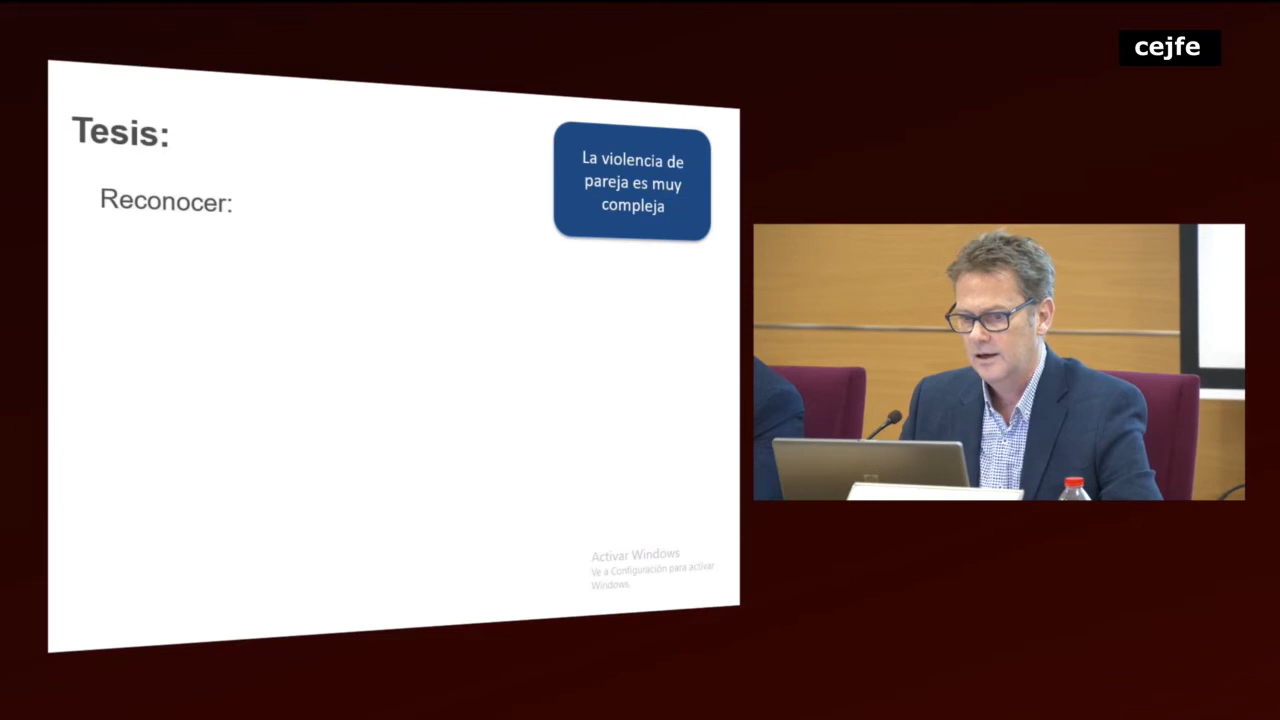 cejfe
Tesis:
La violencia de
pareja es muy
compleja
Reconocer:
Activar Windows
Ve a Configuración para activar
Windows.